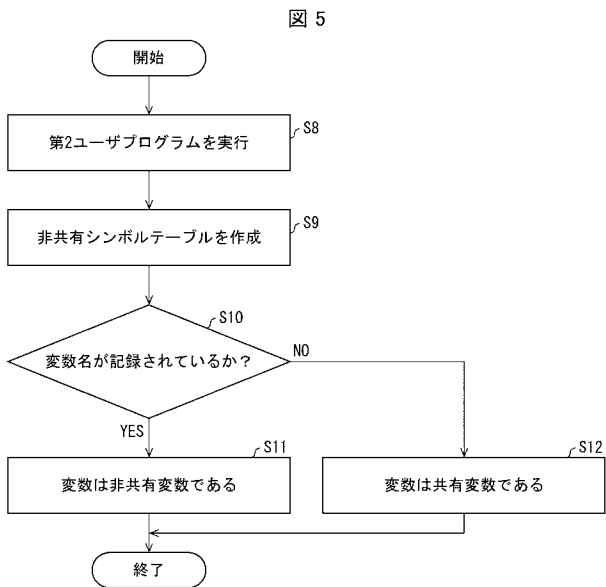 図 5
開始
第2ユーザプログラムを実行
S8
非共有シンボルテーブルを作成
S9
S10
変数名が記録されているか？
NO
YES
S11
S12
変数は非共有変数である
変数は共有変数である
終了